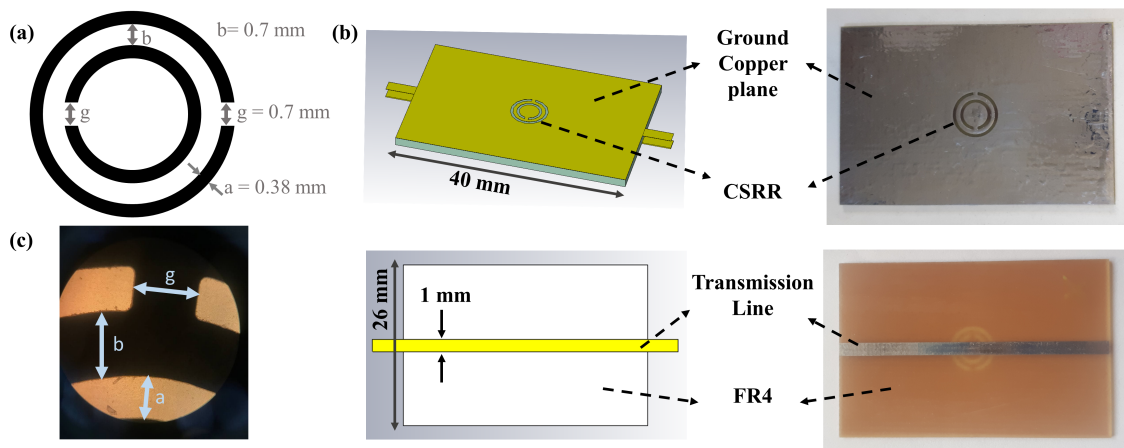 (a)
b
b= 0.7 mm
g
g = 0.7 mm
a = 0.38 mm
(b)
Ground
Copper
plane
40 mm
CSRR
(c)
g
b
a
26 mm
1 mm
Transmission
Line
FR4